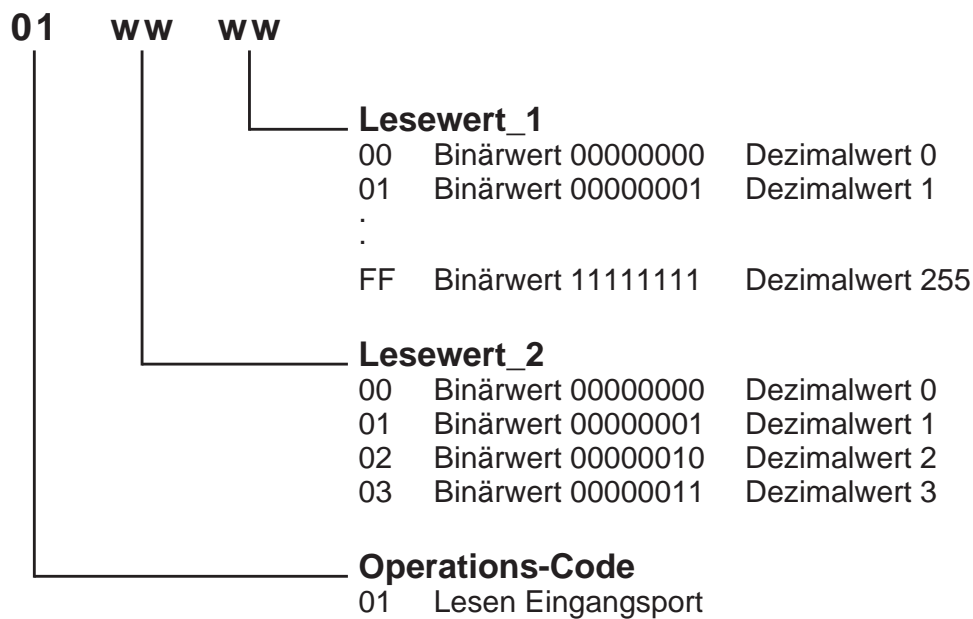 01 ww ww
Lesewert_1
00 Binärwert 00000000 Dezimalwert 0
01 Binärwert 00000001 Dezimalwert 1
.
.
FF Binärwert 11111111 Dezimalwert 255
Lesewert_2
00 Binärwert 00000000 Dezimalwert 0
01 Binärwert 00000001 Dezimalwert 1
02 Binärwert 00000010 Dezimalwert 2
03 Binärwert 00000011 Dezimalwert 3
Operations-Code
01 Lesen Eingangsport